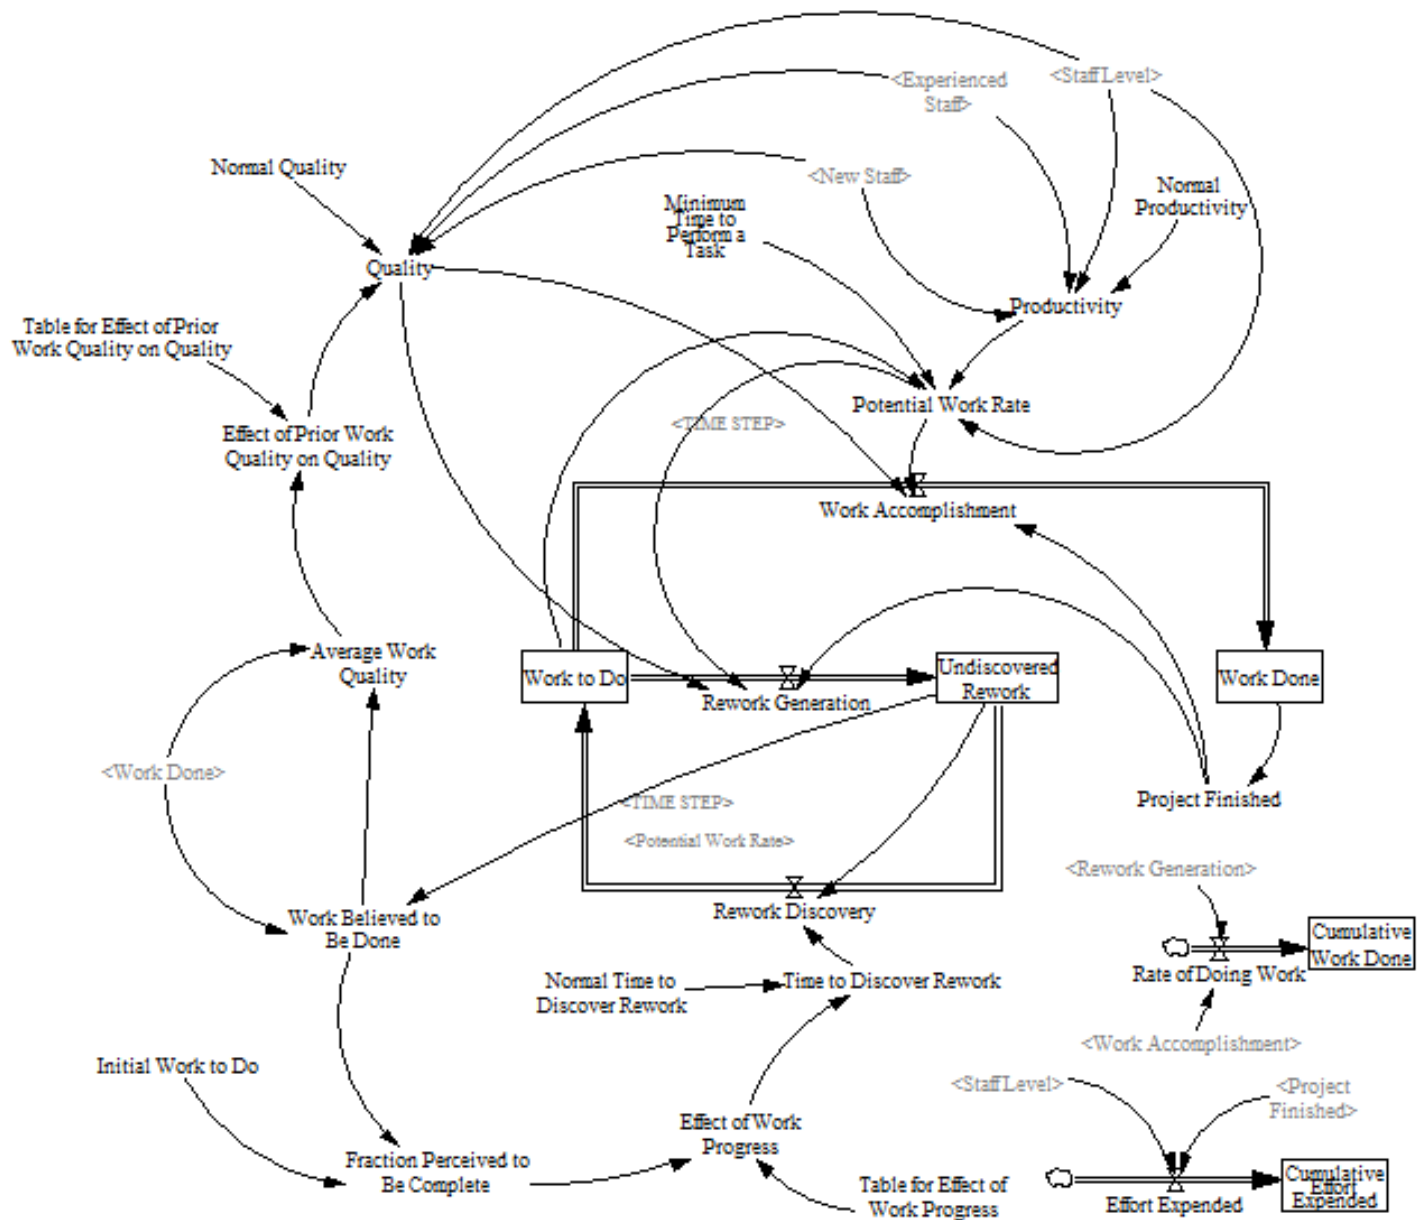 <Experienced
Staff>
<Staff Level>
Normal Quality
<New Staff>
Normal
Productivity
Minimum
Time to
Perform a
Task
Quality
Productivity
Table for Effect of Prior
Work Quality on Quality
Potential Work Rate
<TIME STEP>
Effect of Prior Work
Quality on Quality
Work Accomplishment
Average Work
Quality
Work to Do
Rework Generation
Undiscovered
Rework
Work Done
<Work Done>
<TIME STEP>
<Potential Work Rate>
Project Finished
<Rework Generation>
Work Believed to
Be Done
Rework Discovery
Cumulative
Work Done
Rate of Doing Work
Normal Time to
Discover Rework
Time to Discover Rework
<Work Accomplishment>
Initial Work to Do
<Staff Level>
<Project
Finished>
Effect of Work
Progress
Fraction Perceived to
Be Complete
Table for Effect of
Work Progress
Effort Expended
Cumulative
Effort
Expended